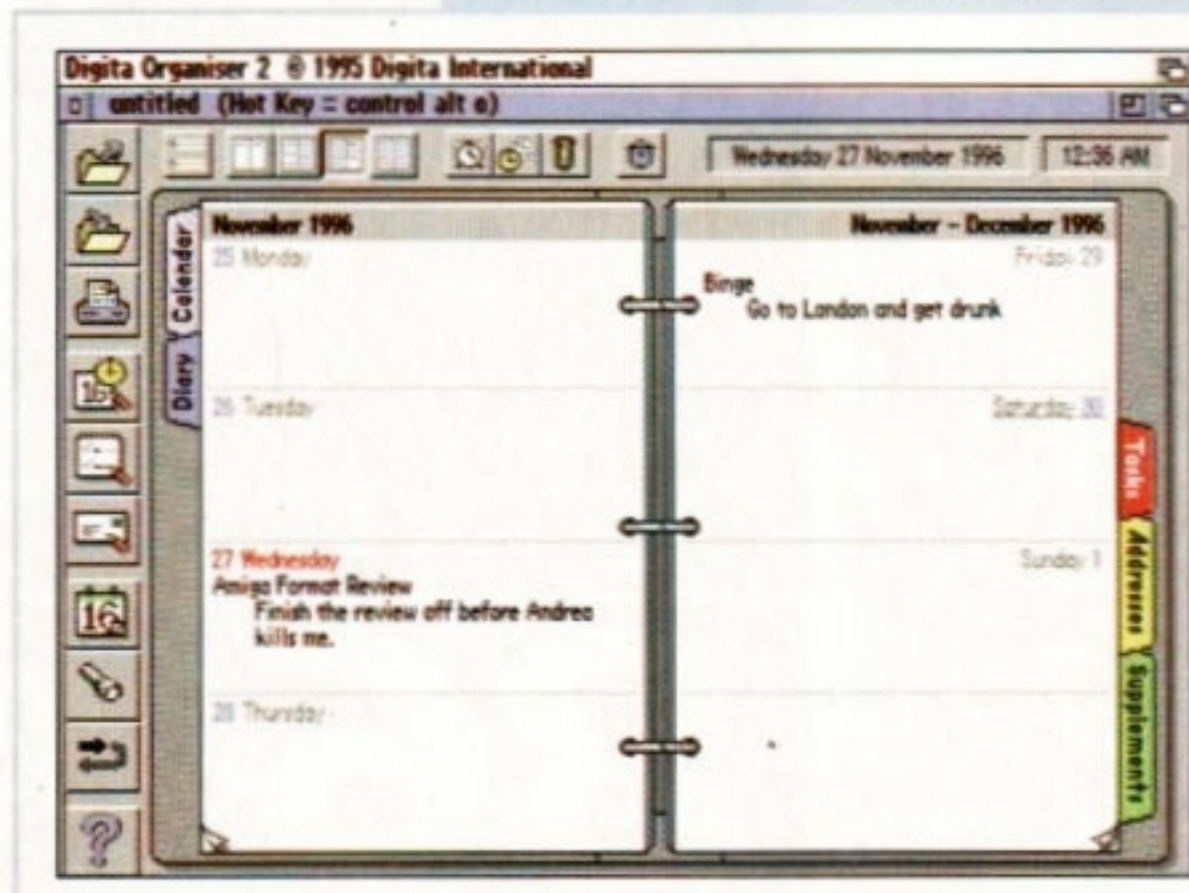 Digita Organiser 2 © 1995 Digita International
untitled (Hot Key = control alt o)
Wednesday 27 November 1996
12:36 AM
Calendar
Diary
November 1996
25 Monday
26 Tuesday
27 Wednesday
Amiga Format Review
Finish the review off before Andrea
kills me.
28 Thursday
November – December 1996
Friday 29
Binge
Go to London and get drunk
Saturday 30
Sunday 1
Tasks
Addresses
Supplements
16
16
?